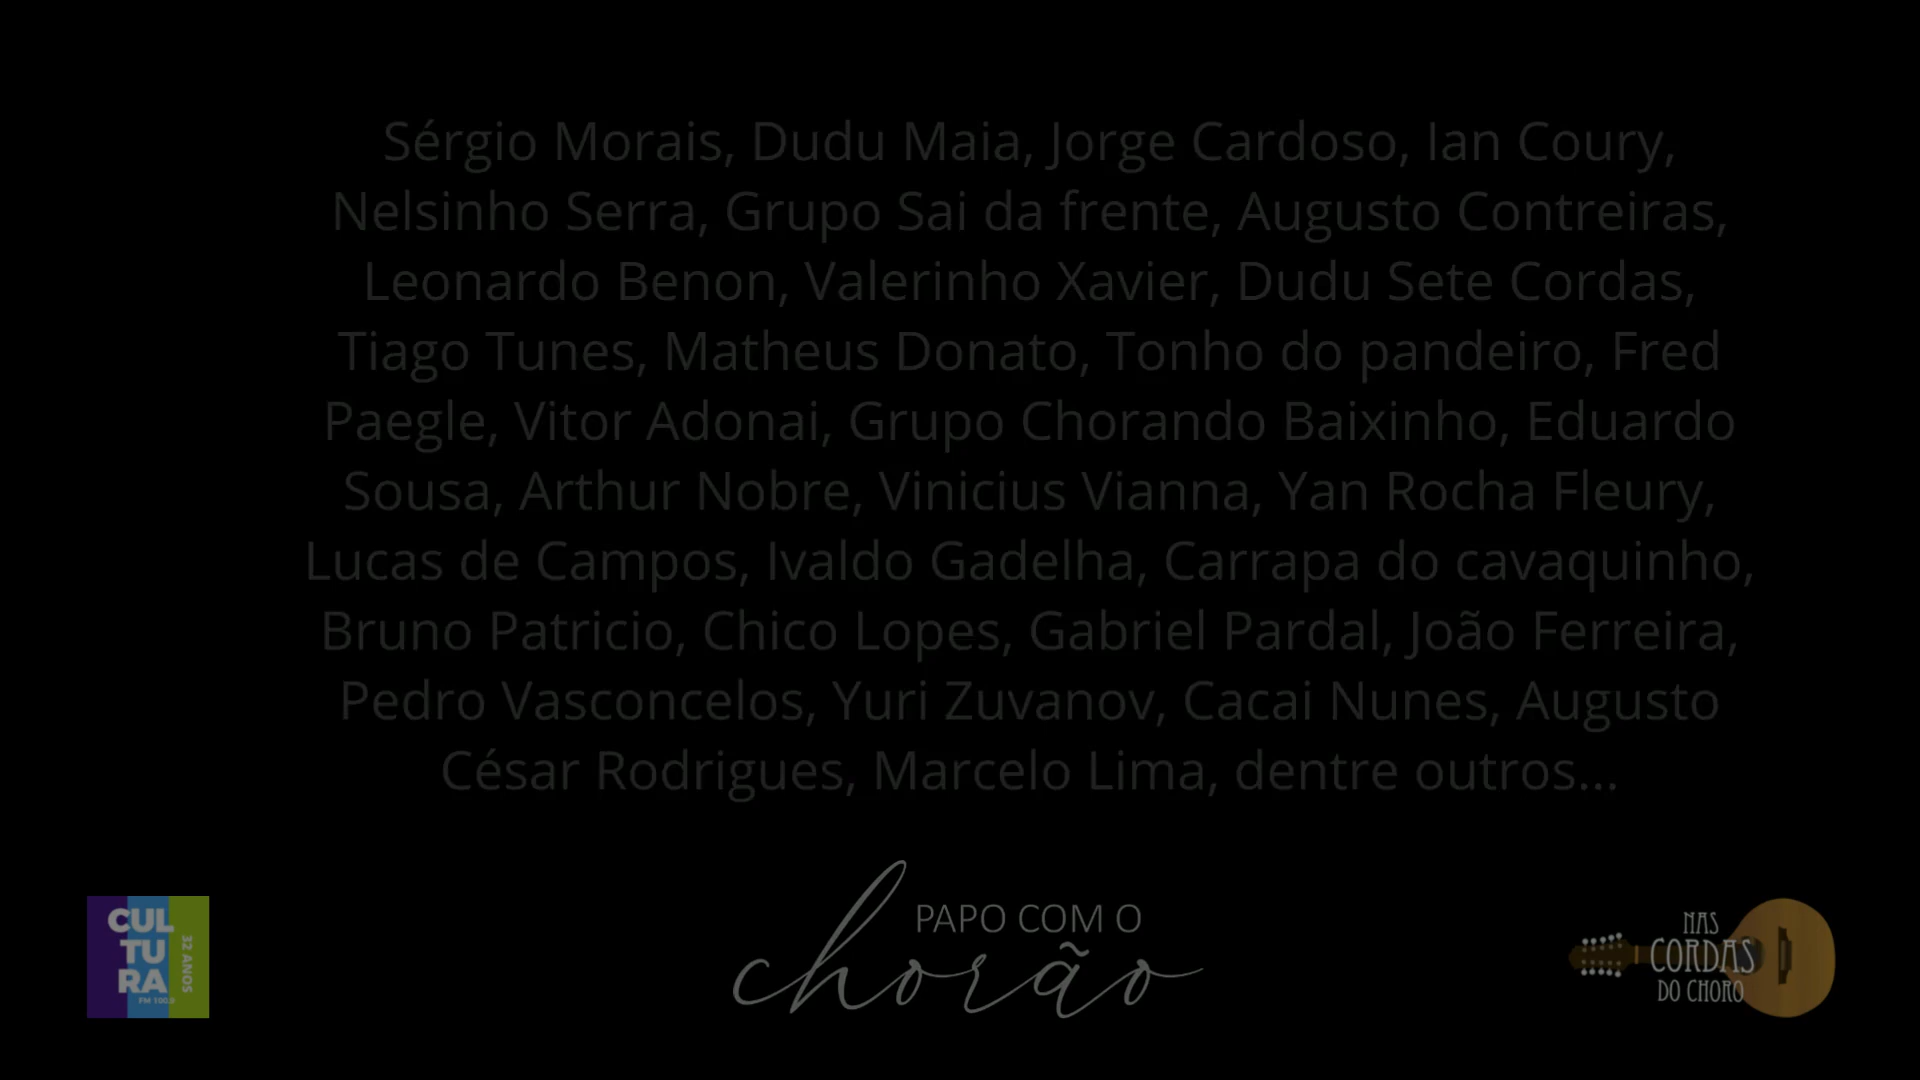 Sérgio Morais, Dudu Maia, Jorge Cardoso, Ian Coury,
Nelsinho Serra, Grupo Sai da frente, Augusto Contreiras,
Leonardo Benon, Valerinho Xavier, Dudu Sete Cordas,
Tiago Tunes, Matheus Donato, Tonho do pandeiro, Fred
Paegle, Vitor Adonai, Grupo Chorando Baixinho, Eduardo
Sousa, Arthur Nobre, Vinicius Vianna, Yan Rocha Fleury,
Lucas de Campos, Ivaldo Gadelha, Carrapa do cavaquinho,
Bruno Patricio, Chico Lopes, Gabriel Pardal, João Ferreira,
Pedro Vasconcelos, Yuri Zuvanov, Cacai Nunes, Augusto
César Rodrigues, Marcelo Lima, dentre outros...
CUL
TU
RA
FM 100.9
32 ANOS
PAPO COM O
chorão
NAS
CORDAS
DO CHORO